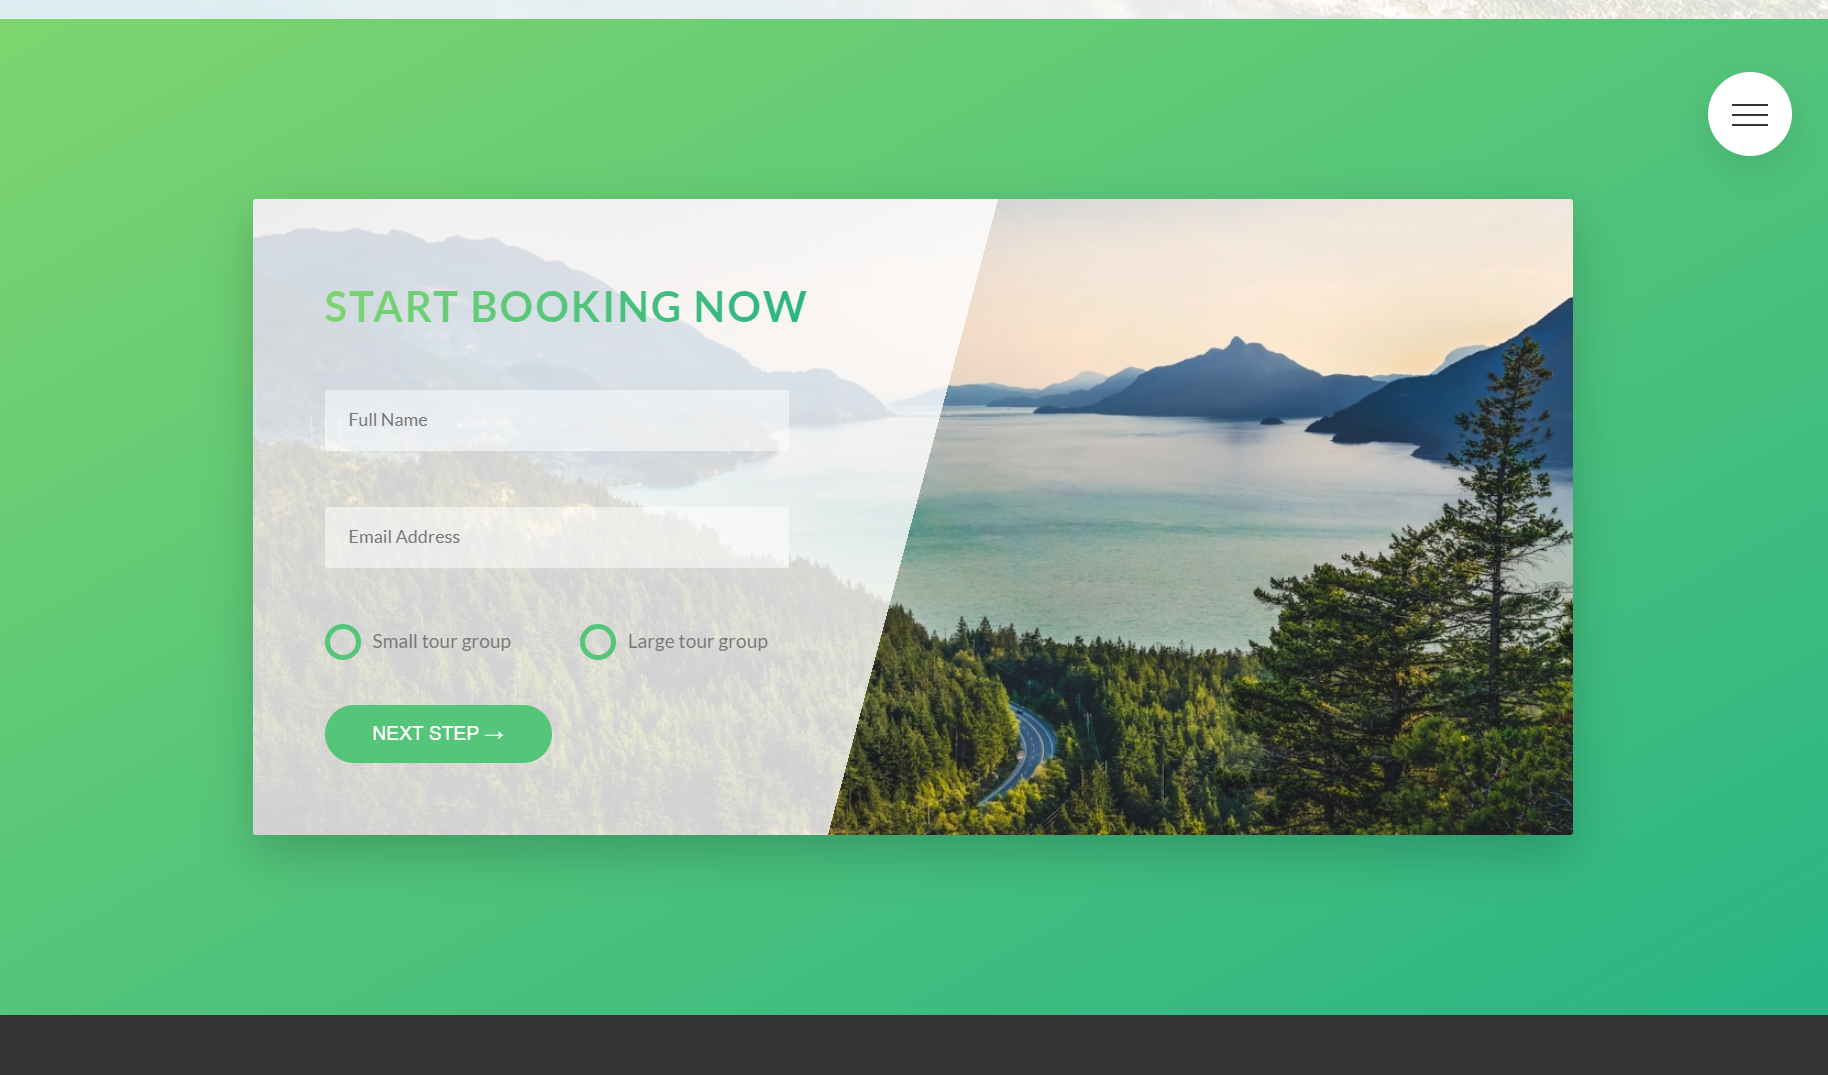 START BOOKING NOW
Full Name
Email Address
Small tour group
Large tour group
NEXT STEP →